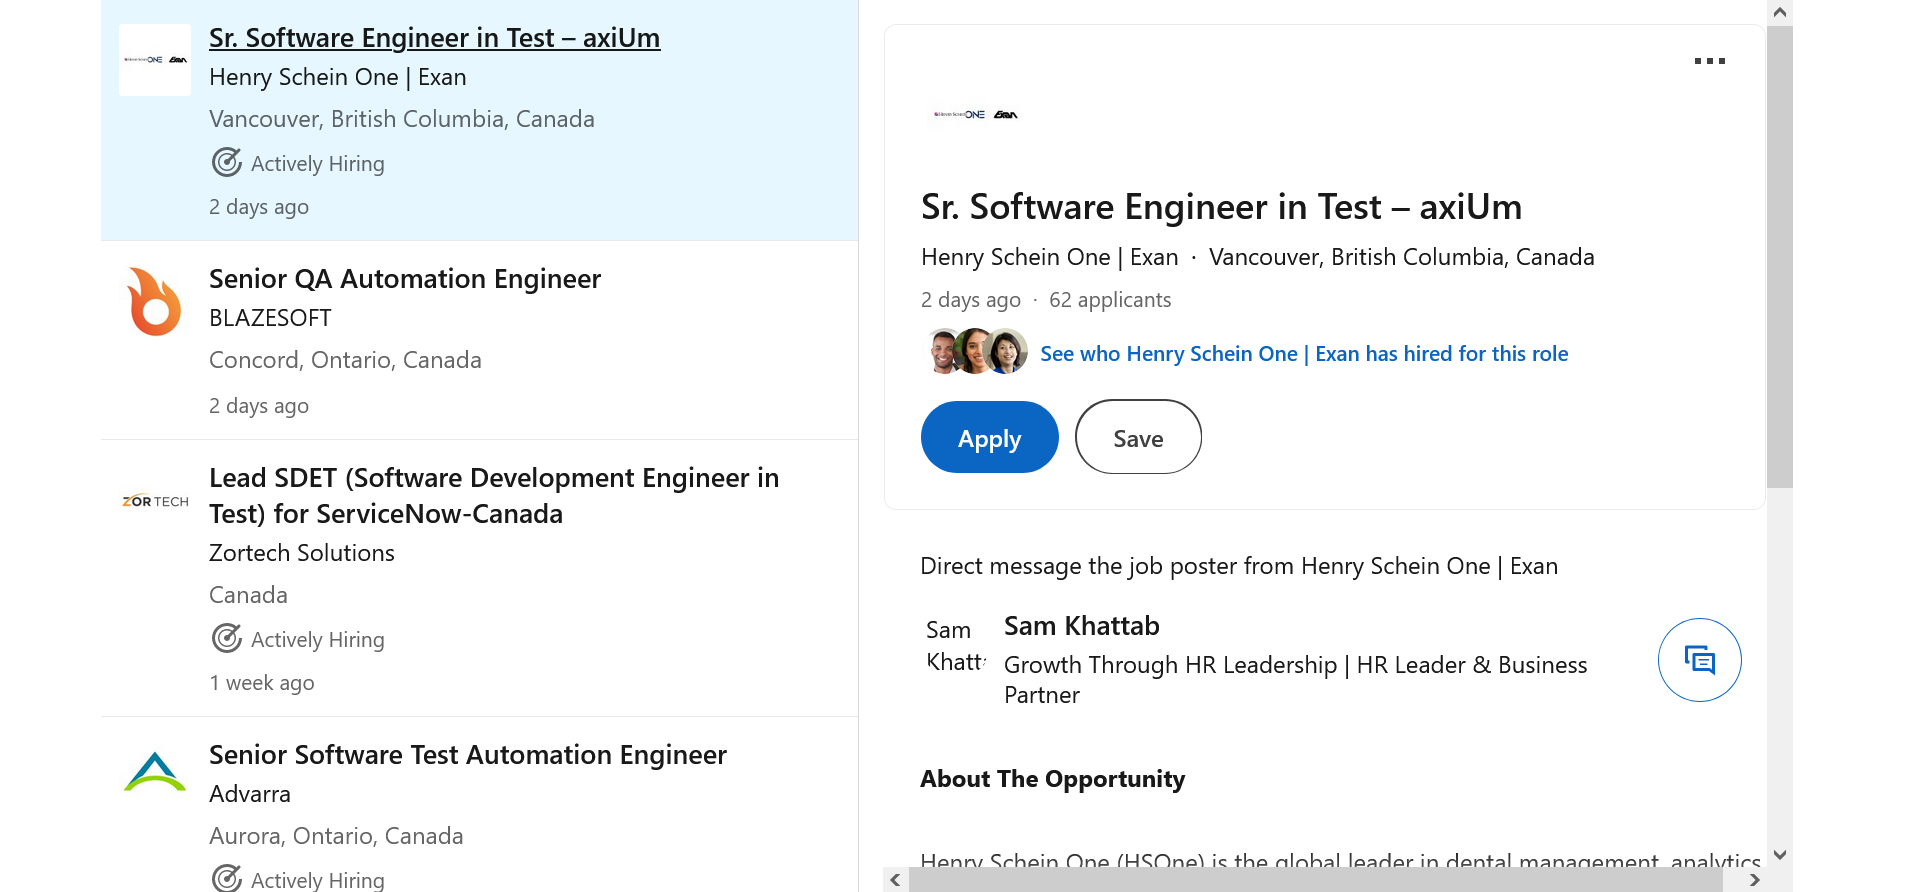 Sr. Software Engineer in Test – axiUm
Henry Schein One | Exan
Vancouver, British Columbia, Canada
Actively Hiring
2 days ago
Senior QA Automation Engineer
BLAZESOFT
Concord, Ontario, Canada
2 days ago
ZORTECH
Lead SDET (Software Development Engineer in
Test) for ServiceNow-Canada
Zortech Solutions
Canada
Actively Hiring
1 week ago
Senior Software Test Automation Engineer
Advarra
Aurora, Ontario, Canada
Actively Hiring
HENRY SCHEIN ONE EXAN
Sr. Software Engineer in Test – axiUm
Henry Schein One | Exan · Vancouver, British Columbia, Canada
2 days ago · 62 applicants
See who Henry Schein One | Exan has hired for this role
Apply Save
Direct message the job poster from Henry Schein One | Exan
Sam
Khatt
Sam Khattab
Growth Through HR Leadership | HR Leader & Business
Partner
About The Opportunity
Henry Schein One (HSOne) is the global leader in dental management, analytics